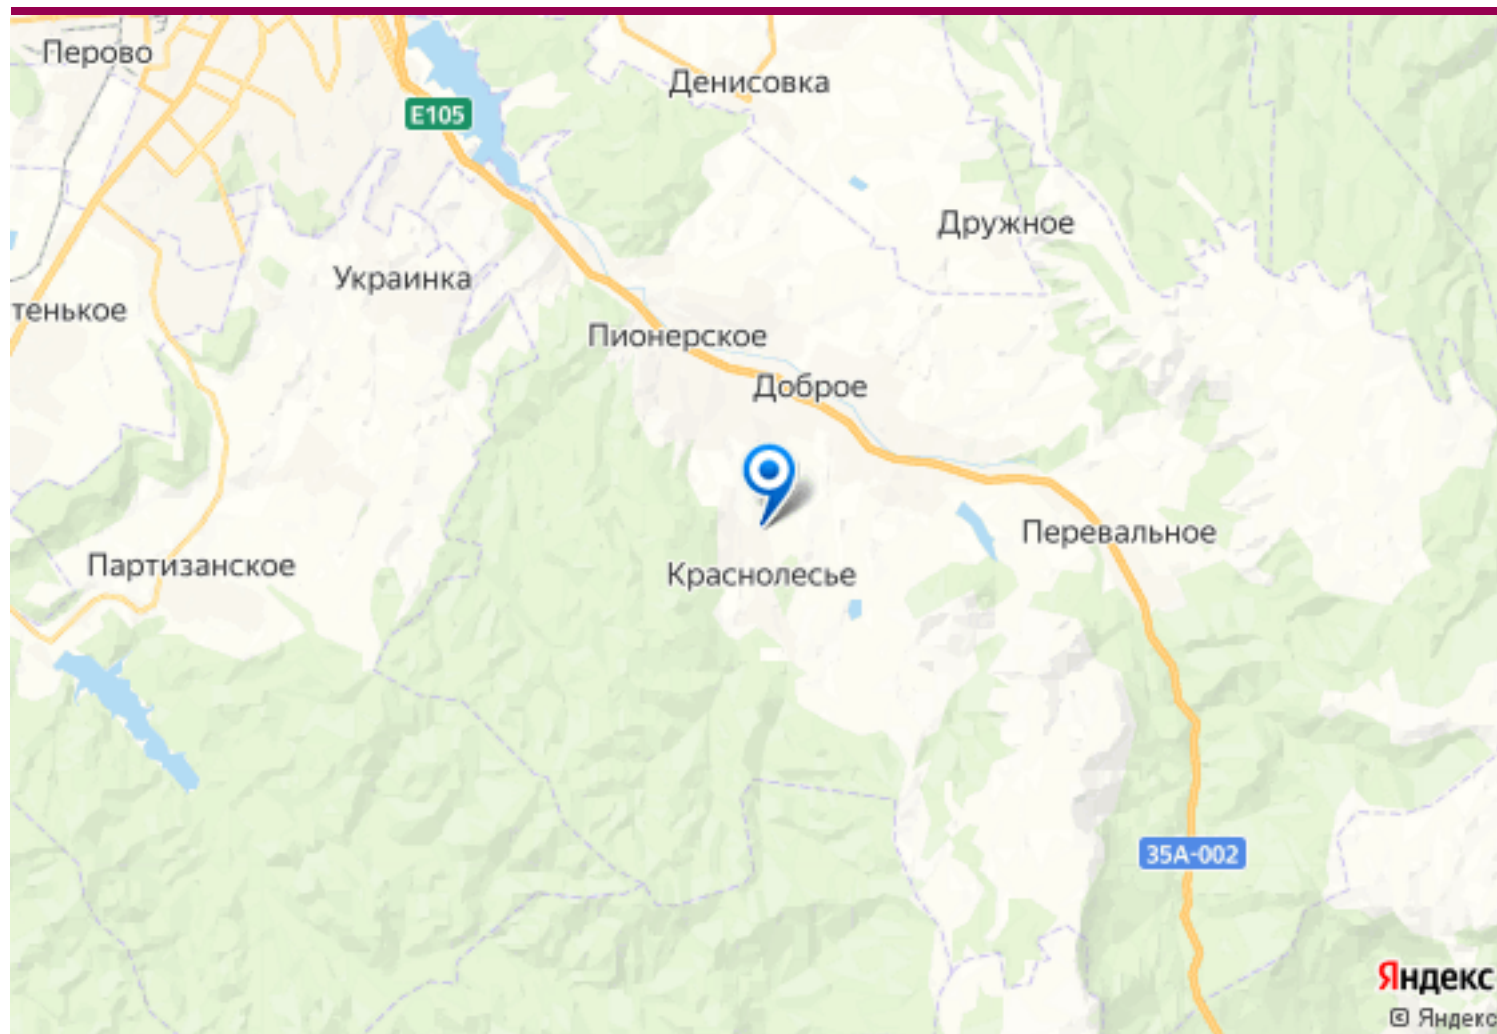 Перово
Денисовка
E105
Дружное
Украинка
тенькое
Пионерское
Доброе
Перевальное
Партизанское
Краснолесье
35А-002
Яндекс
© Яндекс